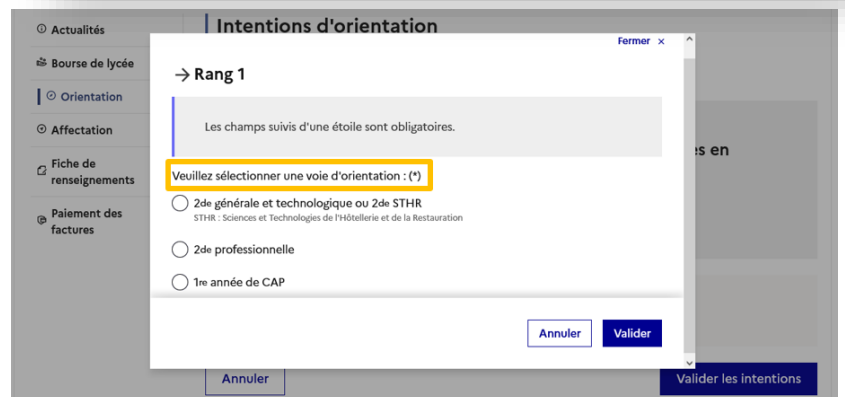 Actualités
Bourse de lycée
Orientation
Affectation
Fiche de
renseignements
Paiement des
factures
Intentions d'orientation
Fermer ×
→ Rang 1
Les champs suivis d'une étoile sont obligatoires.
es en
Veuillez sélectionner une voie d'orientation : (*)
2de générale et technologique ou 2de STHR
STHR : Sciences et Technologies de l'Hôtellerie et de la Restauration
2de professionnelle
1re année de CAP
Annuler
Valider
Annuler
Valider les intentions